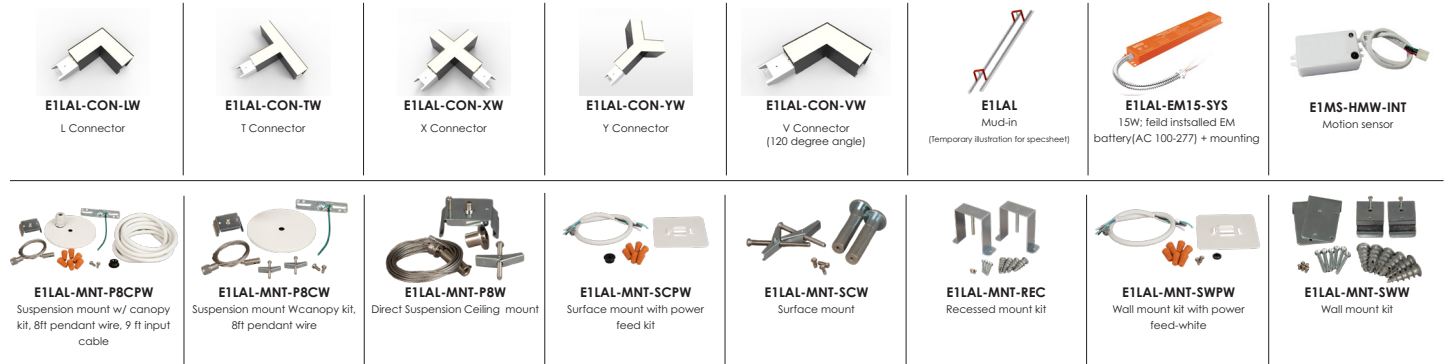 E1LAL-CON-LW
L Connector
E1LAL-CON-TW
T Connector
E1LAL-CON-XW
X Connector
E1LAL-CON-YW
Y Connector
E1LAL-CON-VW
V Connector
(120 degree angle)
E1LAL
Mud-in
(Temporary illustration for specsheet)
E1LAL-EM15-SYS
15W; feild instsalled EM
battery(AC 100-277) + mounting
E1MS-HMW-INT
Motion sensor
E1LAL-MNT-P8CPW
Suspension mount w/ canopy
kit, 8ft pendant wire, 9 ft input
cable
E1LAL-MNT-P8CW
Suspension mount Wcanopy kit,
8ft pendant wire
E1LAL-MNT-P8W
Direct Suspension Ceiling mount
E1LAL-MNT-SCPW
Surface mount with power
feed kit
E1LAL-MNT-SCW
Surface mount
E1LAL-MNT-REC
Recessed mount kit
E1LAL-MNT-SWPW
Wall mount kit with power
feed-white
E1LAL-MNT-SWW
Wall mount kit